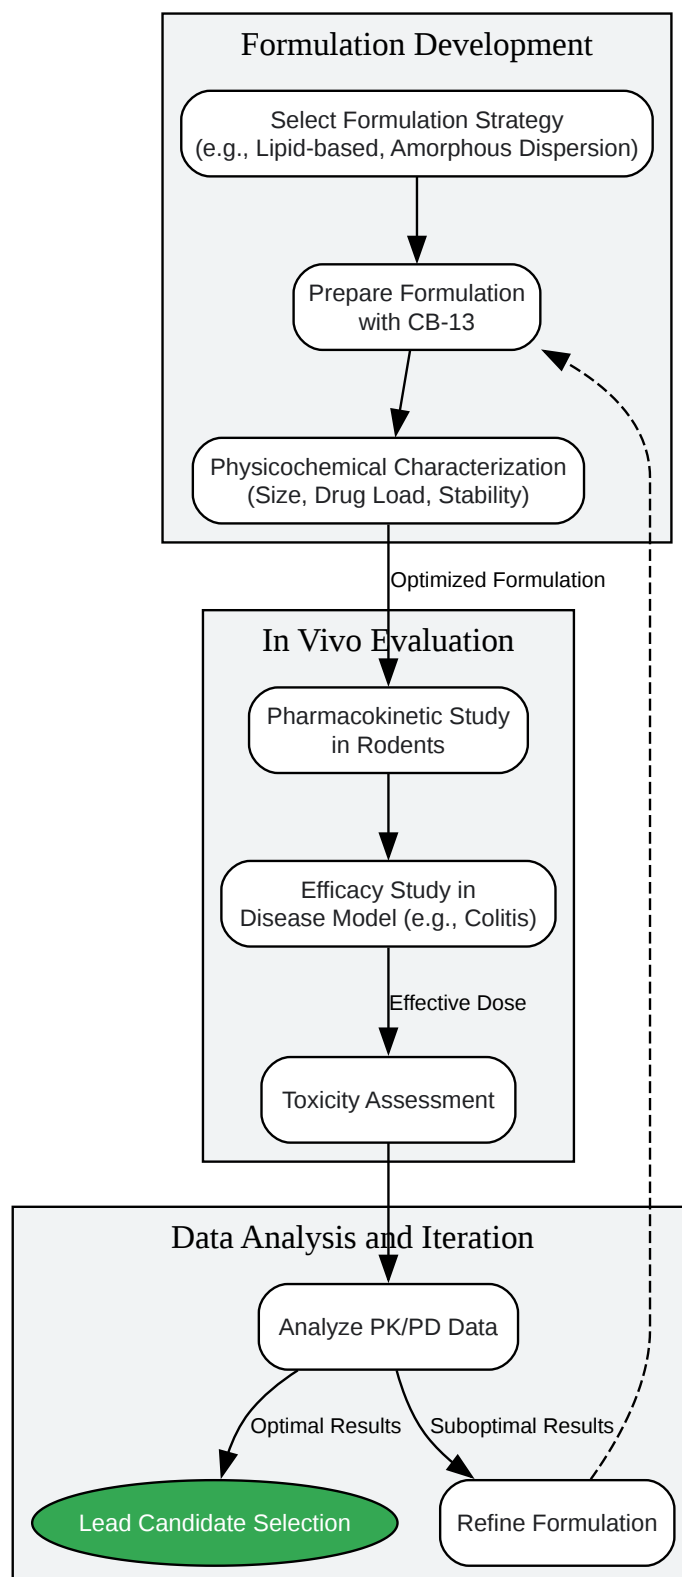 Formulation Development
Select Formulation Strategy
(e.g., Lipid-based, Amorphous Dispersion)
Prepare Formulation
with CB-13
Physicochemical Characterization
(Size, Drug Load, Stability)
Optimized Formulation
In Vivo Evaluation
Pharmacokinetic Study
in Rodents
Efficacy Study in
Disease Model (e.g., Colitis)
Effective Dose
Toxicity Assessment
Data Analysis and Iteration
Analyze PK/PD Data
Optimal Results
Suboptimal Results
Lead Candidate Selection
Refine Formulation